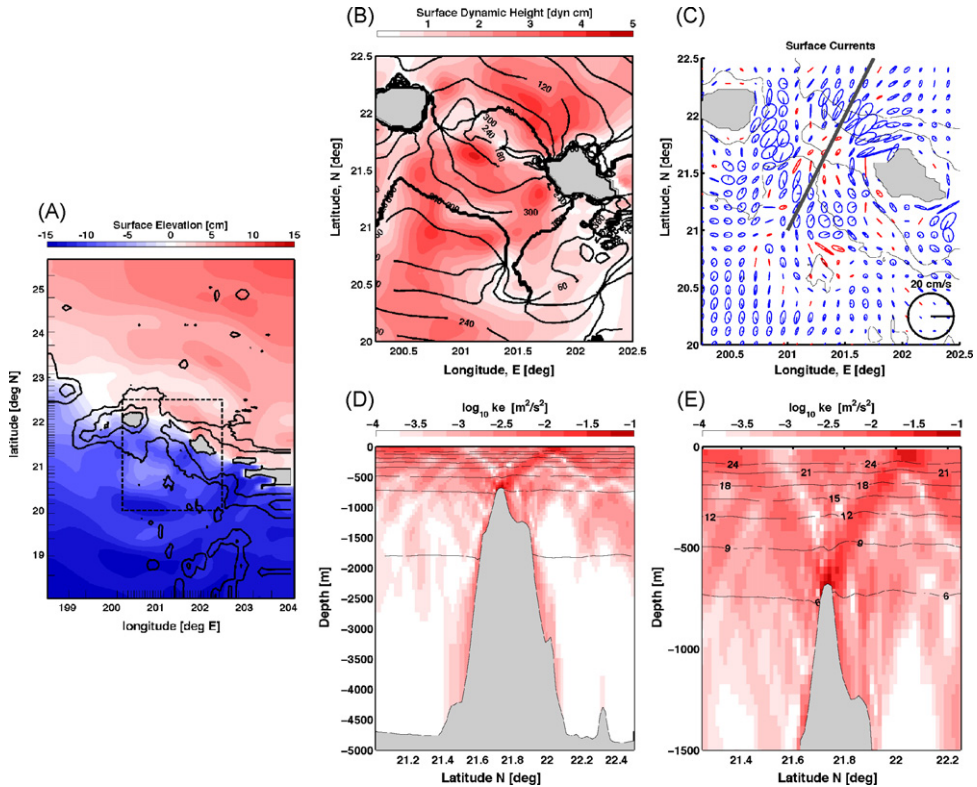 (A)
Surface Elevation [cm]
-15 -10 -5 0 5 10 15
latitude [deg N]
25
24
23
22
21
20
19
199 200 201 202 203 204
longitude [deg E]
(B)
Surface Dynamic Height [dyn cm]
1 2 3 4 5
Latitude, N [deg]
22.5
22
21.5
21
20.5
20
120
300
240
180
300
60
240
200.5 201 201.5 202 202.5
Longitude, E [deg]
(C)
Surface Currents
Latitude, N [deg]
22.5
22
21.5
21
20.5
20
20 cm/s
200.5 201 201.5 202 202.5
Longitude, E [deg]
(D)
log10 ke [m2/s2]
-4 -3.5 -3 -2.5 -2 -1.5 -1
Depth [m]
0
-500
-1000
-1500
-2000
-2500
-3000
-3500
-4000
-4500
-5000
21.2 21.4 21.6 21.8 22 22.2 22.4
Latitude N [deg]
(E)
log10 ke [m2/s2]
-4 -3.5 -3 -2.5 -2 -1.5 -1
Depth [m]
0
-500
-1000
-1500
24 24 21
21
18 18
15
12 12 12
9 9
6 6
21.4 21.6 21.8 22 22.2
Latitude N [deg]